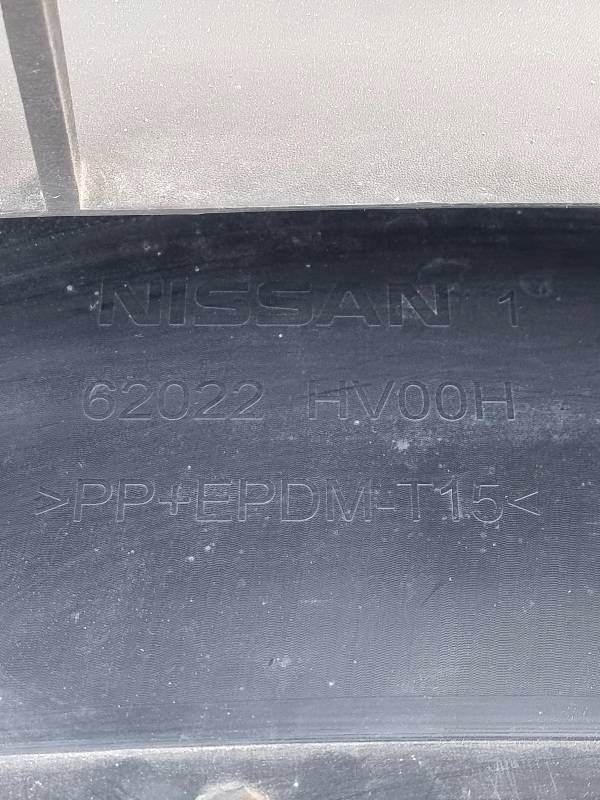 NISSAN 1
62022 HV00H
>PP+EPDM-T15<